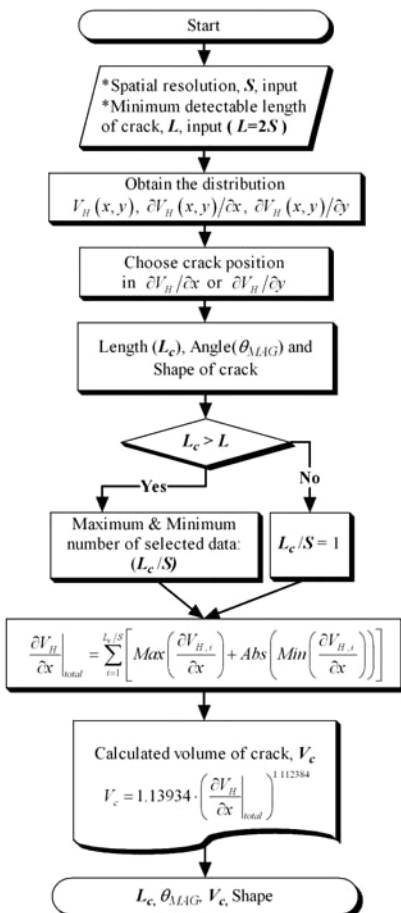 Start
*Spatial resolution, S, input
*Minimum detectable length
of crack, L, input ( L=2S )
Obtain the distribution
V_H (x, y), ∂V_H (x, y)/∂x, ∂V_H (x, y)/∂y
Choose crack position
in ∂V_H/∂x or ∂V_H/∂y
Length (L_c), Angle(θ_MAG) and
Shape of crack
L_c > L
Yes
No
Maximum & Minimum
number of selected data:
(L_c/S)
L_c/S = 1
∂V_H/∂x|_total = ∑_{i=1}^{L_c/S} [Max(∂V_{H,i}/∂x) + Abs(Min(∂V_{H,i}/∂x))]
Calculated volume of crack, V_c
V_c = 1.13934 · (∂V_H/∂x|_total)^{1.112384}
L_c, θ_MAG, V_c, Shape